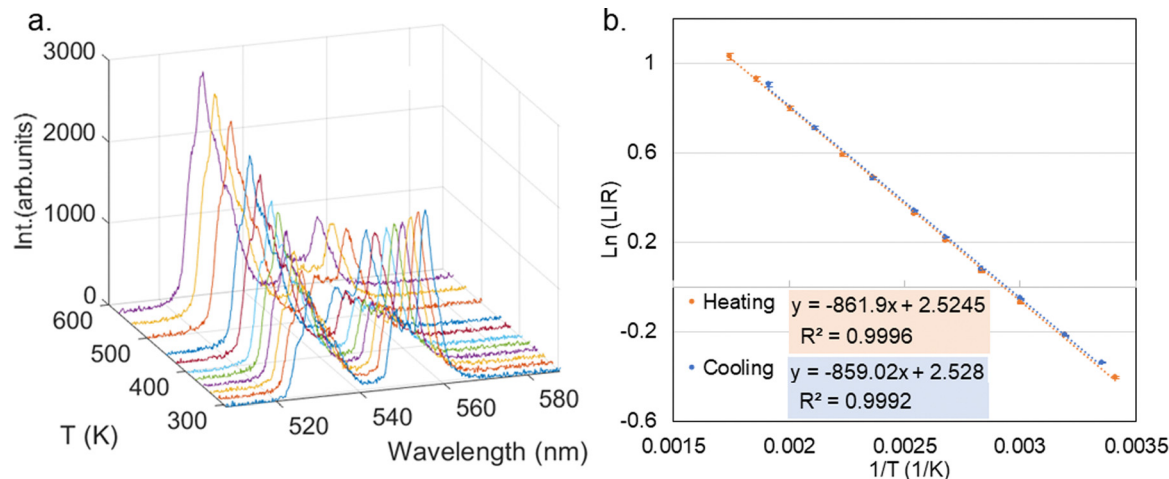 a.
3000
2000
1000
0
Int.(arb.units)
600
500
400
300
T (K)
520
540
560
580
Wavelength (nm)
b.
1
0.6
0.2
-0.2
-0.6
Ln (LIR)
Heating
y = -861.9x + 2.5245
R² = 0.9996
Cooling
y = -859.02x + 2.528
R² = 0.9992
0.0015
0.002
0.0025
0.003
0.0035
1/T (1/K)